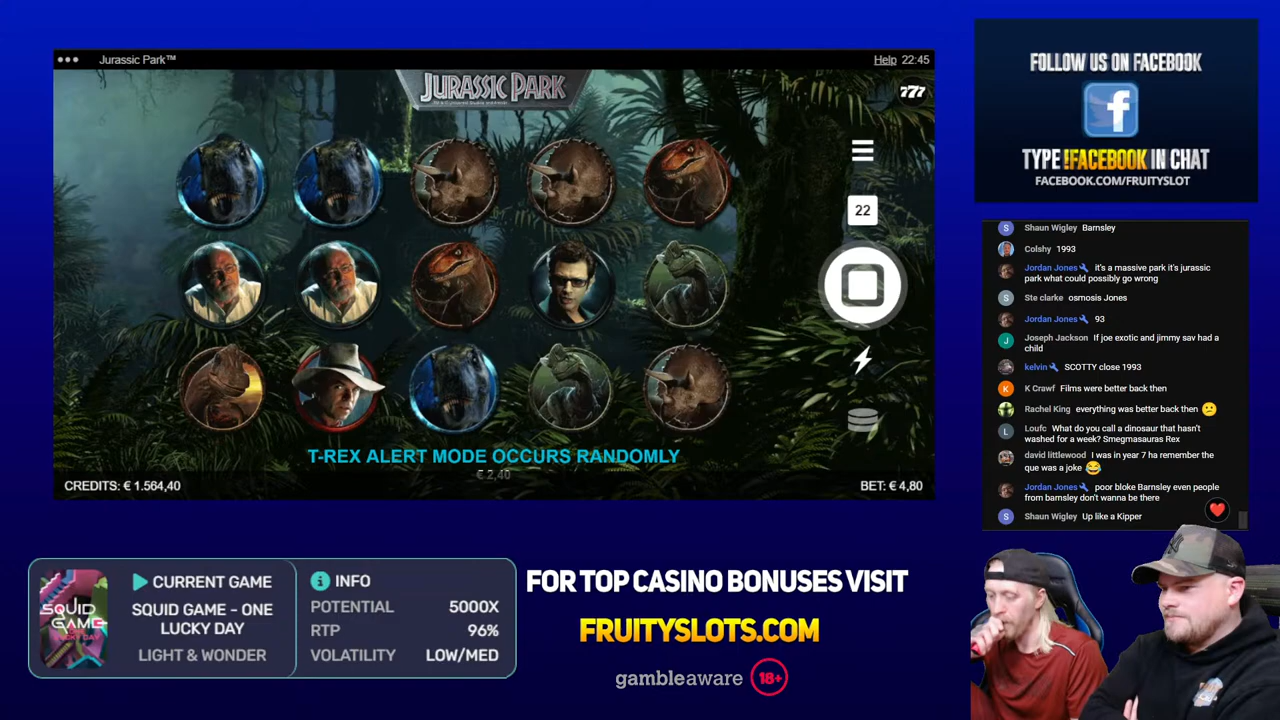 Jurassic Park™
Help 22:45
JURASSIC PARK
777
22
T-REX ALERT MODE OCCURS RANDOMLY
€ 2,40
CREDITS: € 1.564,40
BET: € 4,80
FOLLOW US ON FACEBOOK
f
TYPE !FACEBOOK IN CHAT
FACEBOOK.COM/FRUITYSLOT
S Shaun Wigley Barnsley
Colshy 1993
Jordan Jones it's a massive park it's jurassic
park what could possibly go wrong
S Ste clarke osmosis Jones
Jordan Jones 93
J Joseph Jackson If joe exotic and jimmy sav had a
child
kelvin SCOTTY close 1993
K K Crawf Films were better back then
Rachel King everything was better back then 😕
L Loufc What do you call a dinosaur that hasn't
washed for a week? Smegmasauras Rex
david littlewood I was in year 7 ha remember the
que was a joke 😂
Jordan Jones poor bloke Barnsley even people
from barnsley don't wanna be there
S Shaun Wigley Up like a Kipper
SQUID
GAME
CURRENT GAME
SQUID GAME - ONE
LUCKY DAY
LIGHT & WONDER
i INFO
POTENTIAL 5000X
RTP 96%
VOLATILITY LOW/MED
FOR TOP CASINO BONUSES VISIT
FRUITYSLOTS.COM
gambleaware 18+